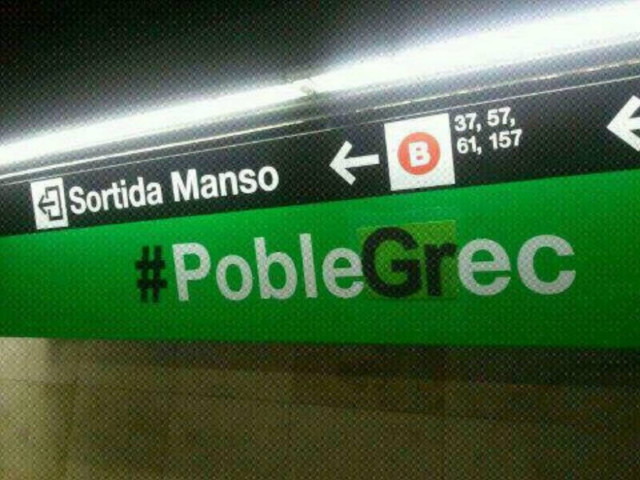 Sortida Manso
B
37, 57,
61, 157
#PobleGrec